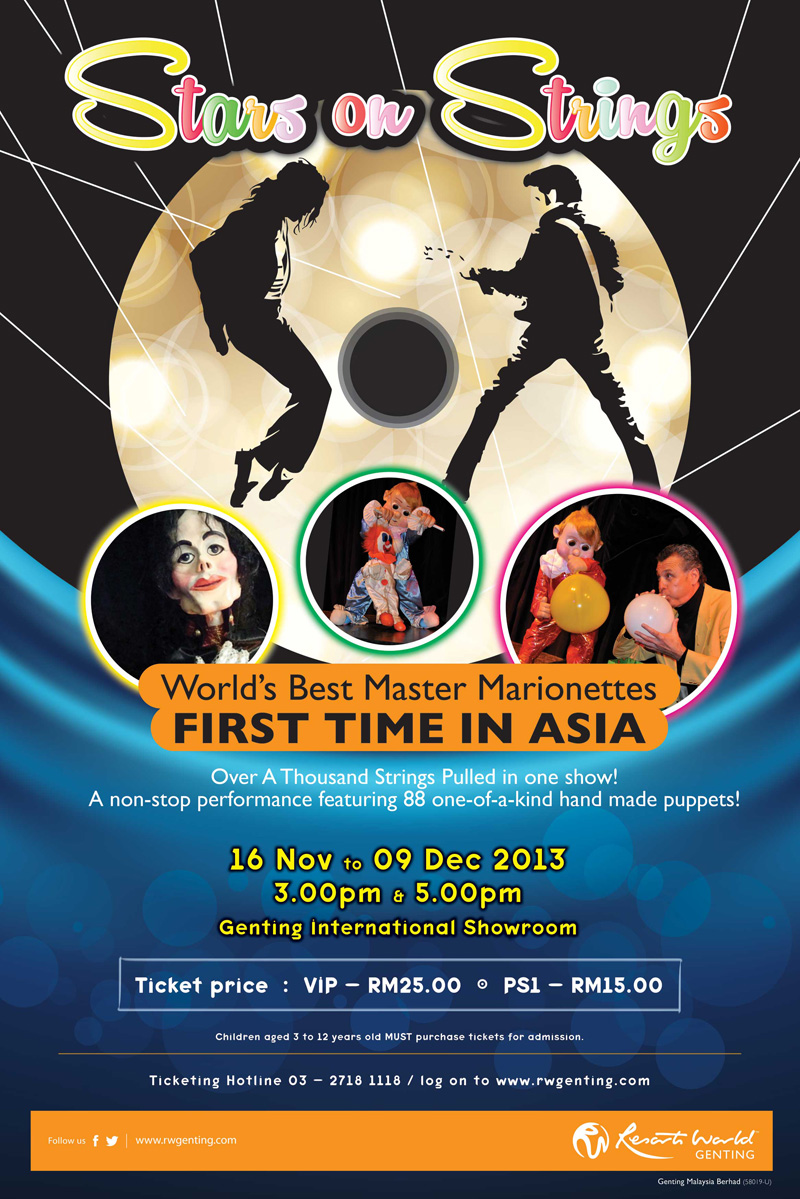 Stars on Strings
World's Best Master Marionettes
FIRST TIME IN ASIA
Over A Thousand Strings Pulled in one show!
A non-stop performance featuring 88 one-of-a-kind hand made puppets!
16 Nov to 09 Dec 2013
3.00pm & 5.00pm
Genting International Showroom
Ticket price : VIP – RM25.00 ⊙ PS1 – RM15.00
Children aged 3 to 12 years old MUST purchase tickets for admission.
Ticketing Hotline 03 – 2718 1118 / log on to www.rwgenting.com
Follow us f | www.rwgenting.com
Resorts World
GENTING
Genting Malaysia Berhad (58019-U)